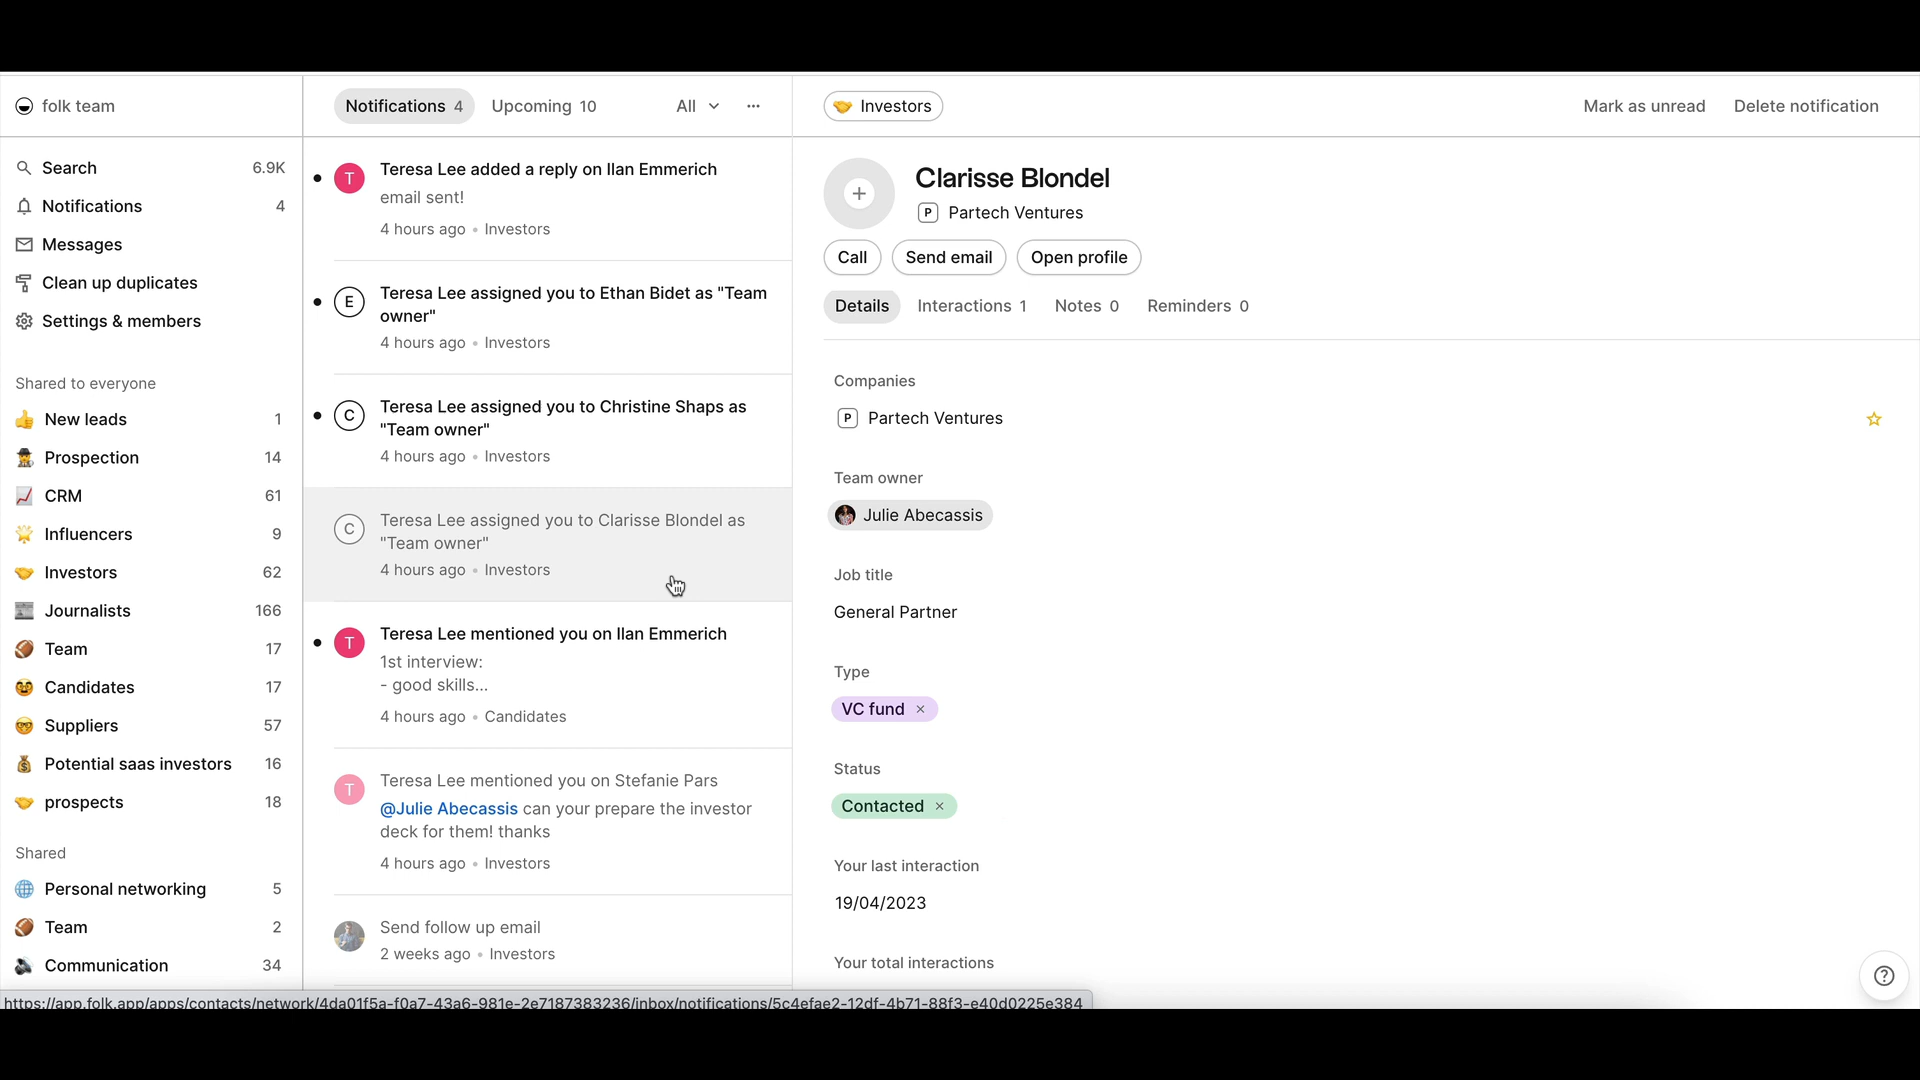 folk team
Search 6.9K
Notifications 4
Messages
Clean up duplicates
Settings & members
Shared to everyone
New leads 1
Prospection 14
CRM 61
Influencers 9
Investors 62
Journalists 166
Team 17
Candidates 17
Suppliers 57
Potential saas investors 16
prospects 18
Shared
Personal networking 5
Team 2
Communication 34
Notifications 4 Upcoming 10 All
T
Teresa Lee added a reply on Ilan Emmerich
email sent!
4 hours ago • Investors
E
Teresa Lee assigned you to Ethan Bidet as "Team
owner"
4 hours ago • Investors
C
Teresa Lee assigned you to Christine Shaps as
"Team owner"
4 hours ago • Investors
C
Teresa Lee assigned you to Clarisse Blondel as
"Team owner"
4 hours ago • Investors
T
Teresa Lee mentioned you on Ilan Emmerich
1st interview:
- good skills...
4 hours ago • Candidates
T
Teresa Lee mentioned you on Stefanie Pars
@Julie Abecassis can your prepare the investor
deck for them! thanks
4 hours ago • Investors
Send follow up email
2 weeks ago • Investors
Investors Mark as unread Delete notification
Clarisse Blondel
P Partech Ventures
Call Send email Open profile
Details Interactions 1 Notes 0 Reminders 0
Companies
P Partech Ventures
Team owner
Julie Abecassis
Job title
General Partner
Type
VC fund ×
Status
Contacted ×
Your last interaction
19/04/2023
Your total interactions
https://app.folk.app/apps/contacts/network/4da01f5a-f0a7-43a6-981e-2e7187383236/inbox/notifications/5c4efae2-12df-4b71-88f3-e40d0225e384